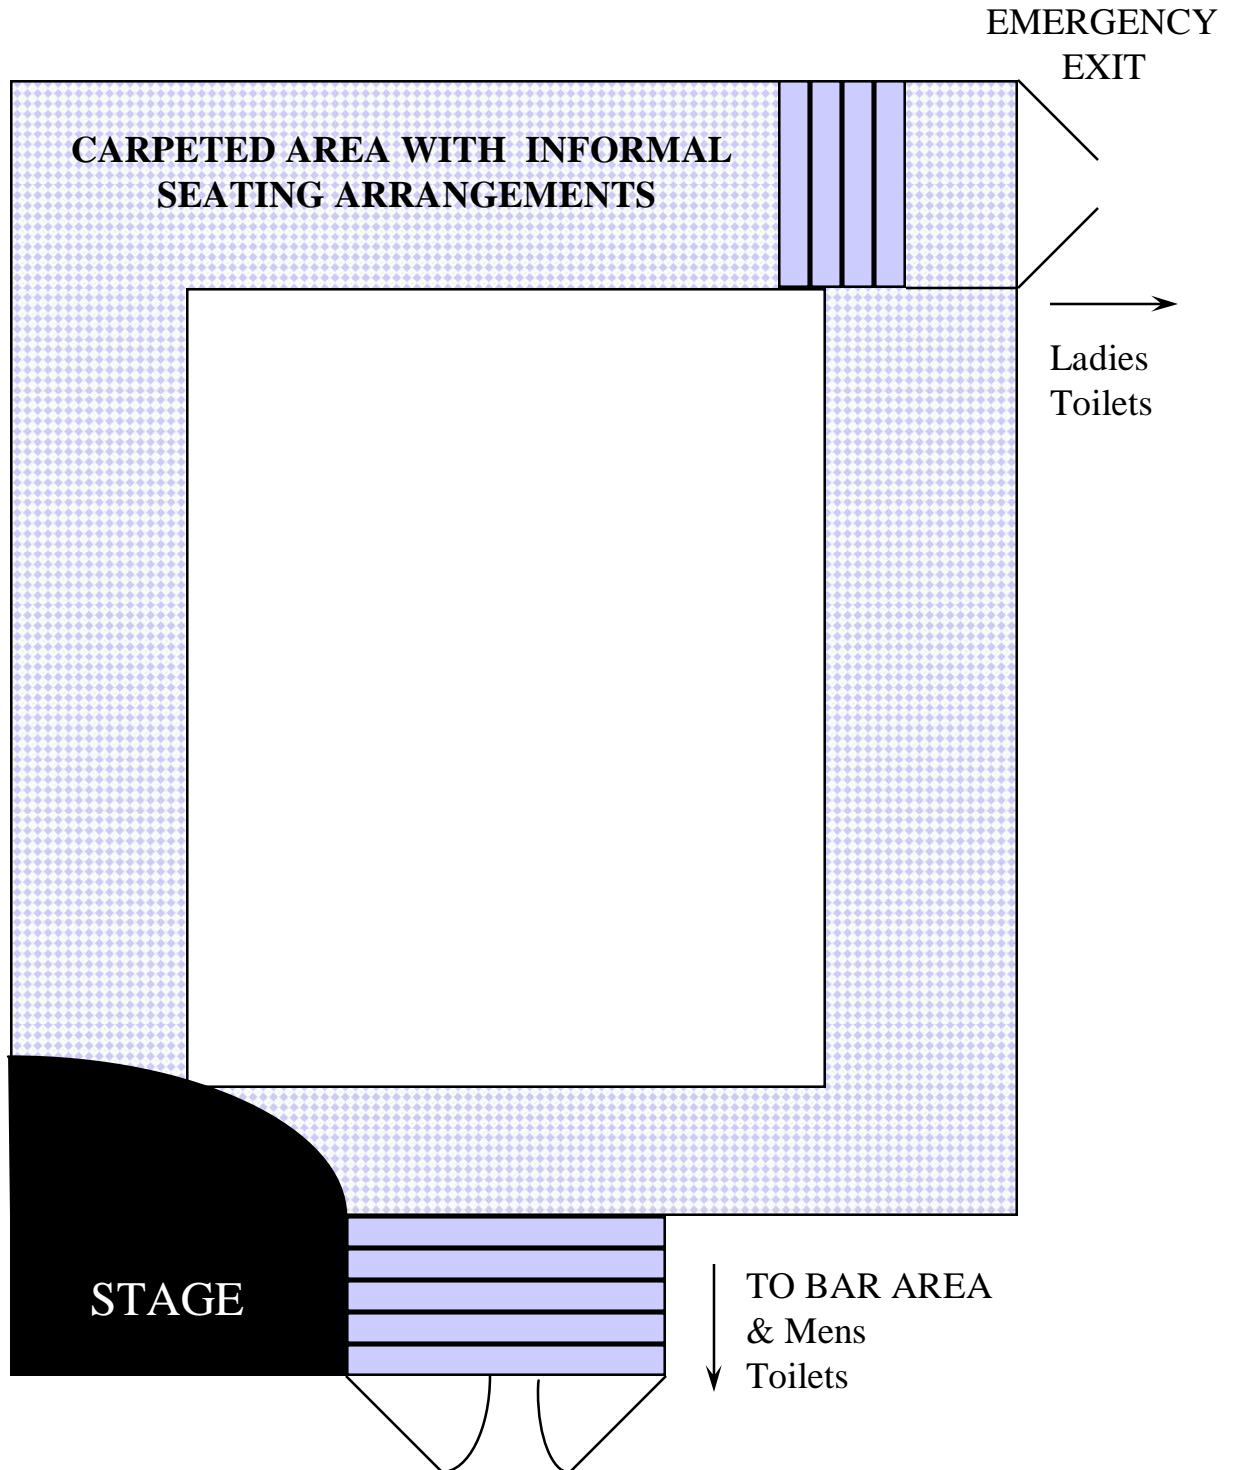 EMERGENCY
EXIT
CARPETED AREA WITH INFORMAL
SEATING ARRANGEMENTS
Ladies
Toilets
STAGE
TO BAR AREA
& Mens
Toilets